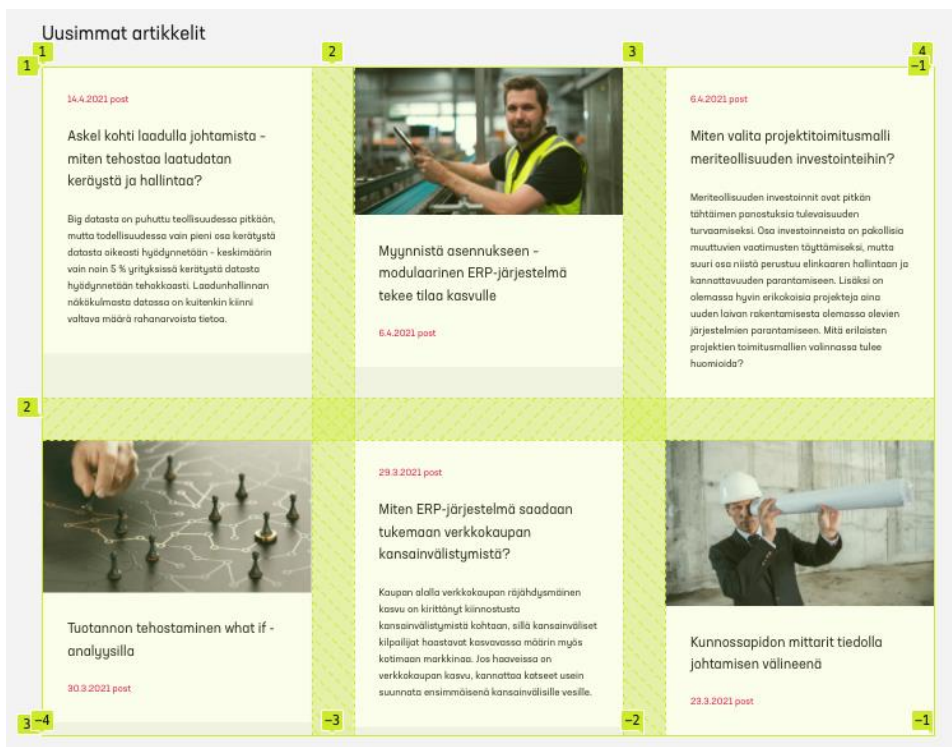 Uusimmat artikkelit
1
2
3
4
1
−1
14.4.2021 post
Askel kohti laadulla johtamista –
miten tehostaa laatudatan
keräystä ja hallintaa?
Big datasta on puhuttu teollisuudessa pitkään,
mutta todellisuudessa vain pieni osa kerätystä
datasta oikeasti hyödynnetään – keskimäärin
vain noin 5 % yrityksissä kerätystä datasta
hyödynnetään tehokkaasti. Laadunhallinnan
näkökulmasta datassa on kuitenkin kiinni
valtava määrä rahanarvoista tietoa.
Myynnistä asennukseen –
modulaarinen ERP-järjestelmä
tekee tilaa kasvulle
6.4.2021 post
6.4.2021 post
Miten valita projektitoimitusmalli
meriteollisuuden investointeihin?
Meriteollisuuden investoinnit ovat pitkän
tähtäimen panostuksia tulevaisuuden
turvaamiseksi. Osa investoinneista on pakollisia
muuttuvien vaatimusten täyttämiseksi, mutta
suuri osa niistä perustuu elinkaaren hallintaan ja
kannattavuuden parantamiseen. Lisäksi on
olemassa hyvin erikokoisia projekteja aina
uuden laivan rakentamisesta olemassa olevien
järjestelmien parantamiseen. Mitä erilaisten
projektien toimitusmallien valinnassa tulee
huomioida?
2
Tuotannon tehostaminen what if -
analyysilla
30.3.2021 post
29.3.2021 post
Miten ERP-järjestelmä saadaan
tukemaan verkkokaupan
kansainvälistymistä?
Kaupan alalla verkkokaupan räjähdysmäinen
kasvu on kirittänyt kiinnostusta
kansainvälistymistä kohtaan, sillä kansainväliset
kilpailijat haastavat kasvavassa määrin myös
kotimaan markkinaa. Jos haaveissa on
verkkokaupan kasvu, kannattaa katseet usein
suunnata ensimmäisenä kansainvälisille vesille.
Kunnossapidon mittarit tiedolla
johtamisen välineenä
23.3.2021 post
3
−4
−3
−2
−1